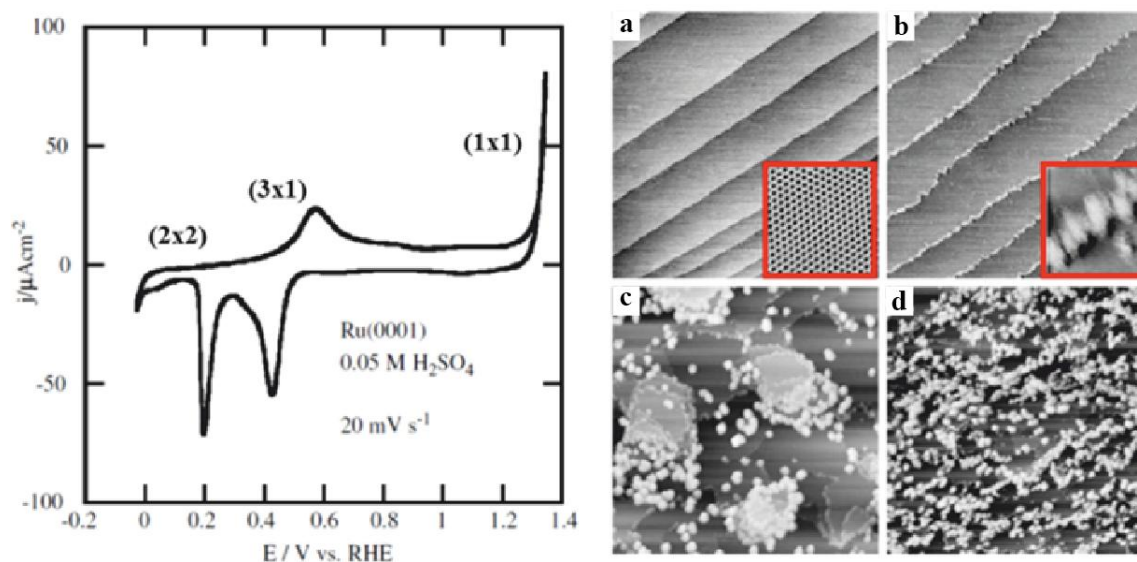 100
50
0
-50
-100
j/µAcm⁻²
(2x2)
(3x1)
(1x1)
Ru(0001)
0.05 M H₂SO₄
20 mV s⁻¹
-0.2 0 0.2 0.4 0.6 0.8 1 1.2 1.4
E / V vs. RHE
a
b
c
d